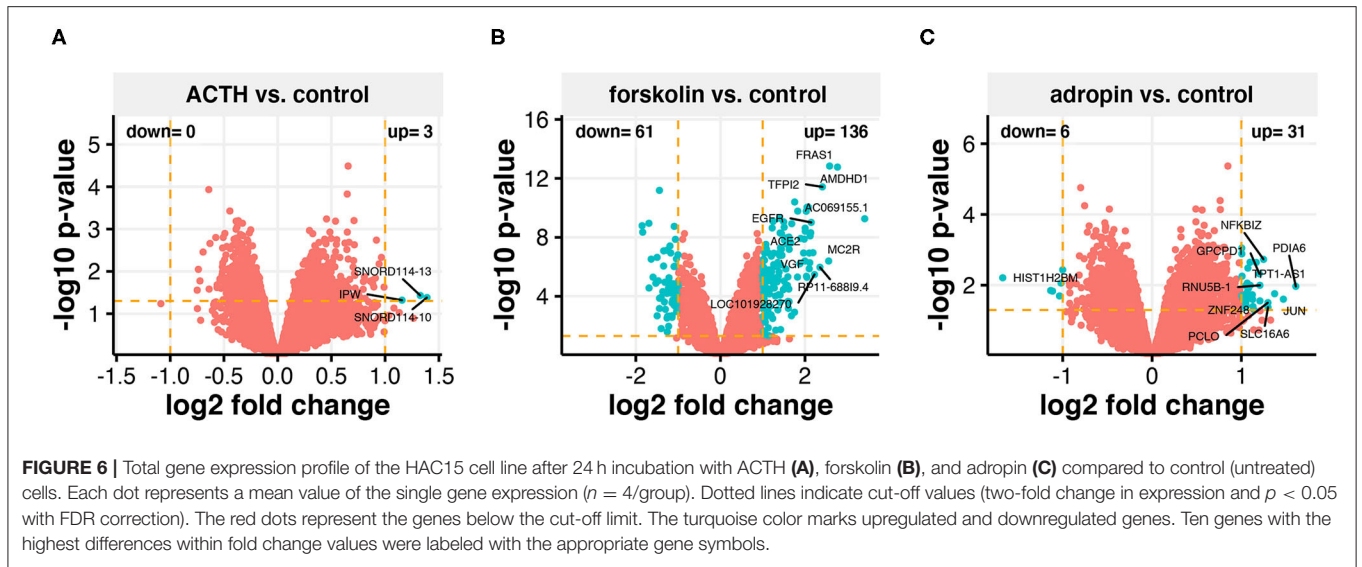 A
B
C
ACTH vs. control
forskolin vs. control
adropin vs. control
down= 0
up= 3
5
4
3
2
1
-log10 p-value
SNORD114-13
IPW
SNORD114-10
-1.5 -1.0 -0.5 0.0 0.5 1.0 1.5
log2 fold change
down= 61
up= 136
16
12
8
4
-log10 p-value
FRAS1
AMDHD1
TFPI2
AC069155.1
EGFR
ACE2
MC2R
VGF
RP11-688I9.4
LOC101928270
-2 0 2
log2 fold change
down= 6
up= 31
6
4
2
-log10 p-value
NFKBIZ
PDIA6
GPCPD1
TPT1-AS1
HIST1H2BM
RNU5B-1
ZNF248
JUN
PCLO
SLC16A6
-1 0 1
log2 fold change
FIGURE 6 | Total gene expression profile of the HAC15 cell line after 24 h incubation with ACTH (A), forskolin (B), and adropin (C) compared to control (untreated)
cells. Each dot represents a mean value of the single gene expression (n = 4/group). Dotted lines indicate cut-off values (two-fold change in expression and p < 0.05
with FDR correction). The red dots represent the genes below the cut-off limit. The turquoise color marks upregulated and downregulated genes. Ten genes with the
highest differences within fold change values were labeled with the appropriate gene symbols.